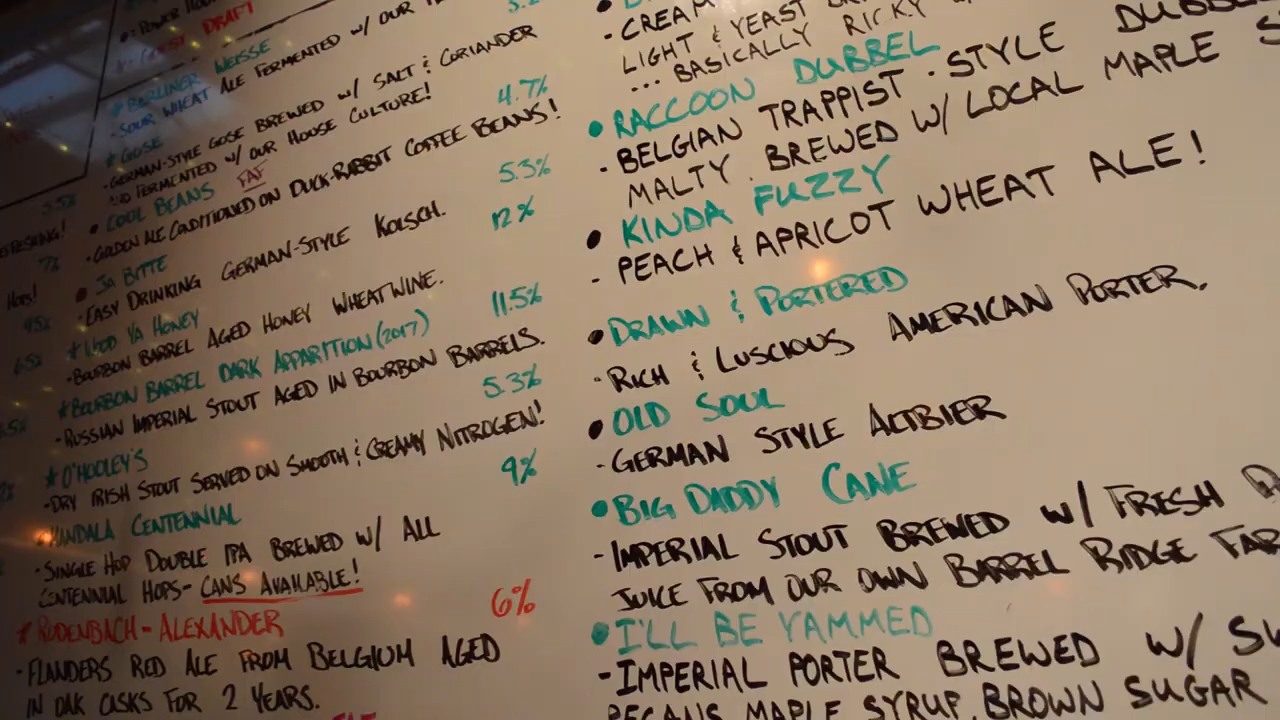 DRAFT
5.2
BERLINER WEISSE
- SOUR WHEAT ALE FERMENTED W/ OUR
* GOSE
- GERMAN-STYLE GOSE BREWED W/ SALT & CORIANDER
FERMENTED W/ OUR HOUSE CULTURE!
4.7%
• COOL BEANS FAF
- GOLDEN ALE CONDITIONED ON DUCK-RABBIT COFFEE BEANS!
5.3%
• JA BITTE
- EASY DRINKING GERMAN-STYLE KOLSCH.
12%
YA HONEY
- BOURBON BARREL AGED HONEY WHEATWINE.
11.5%
* BOURBON BARREL DARK APPARITION (2017)
- RUSSIAN IMPERIAL STOUT AGED IN BOURBON BARRELS.
5.3%
* O'HOOLEY'S
- DRY IRISH STOUT SERVED ON SMOOTH & CREAMY NITROGEN!
9%
CENTENNIAL
- SINGLE HOP DOUBLE IPA BREWED W/ ALL
CENTENNIAL HOPS - CANS AVAILABLE!
6%
* RODENBACH - ALEXANDER
- FLANDERS RED ALE FROM BELGIUM AGED
IN OAK CASKS FOR 2 YEARS.
- CREAM
LIGHT & YEAST
... BASICALLY RICKY
• RACCOON DUBBEL
- BELGIAN TRAPPIST-STYLE
MALTY. BREWED W/ LOCAL MAPLE
• KINDA FUZZY
- PEACH & APRICOT WHEAT ALE!
• DRAWN & PORTERED
- RICH & LUSCIOUS AMERICAN PORTER.
• OLD SOUL
- GERMAN STYLE ALTBIER
• BIG DADDY CANE
- IMPERIAL STOUT BREWED W/ FRESH
JUICE FROM OUR OWN BARREL RIDGE
• I'LL BE YAMMED
- IMPERIAL PORTER BREWED W/
PECANS, MAPLE SYRUP, BROWN SUGAR